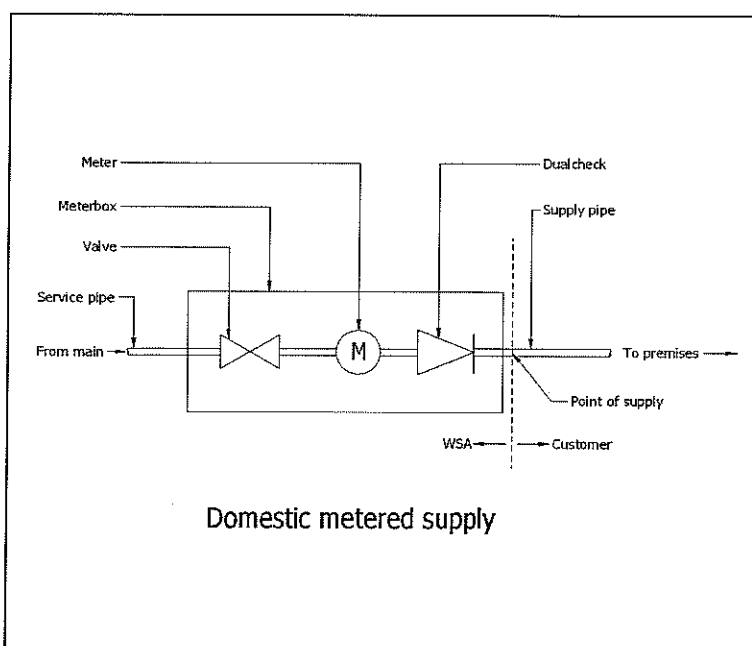 Meter
Dualcheck
Meterbox
Supply pipe
Valve
Service pipe
From main
M
To premises
Point of supply
WSA
Customer
Domestic metered supply